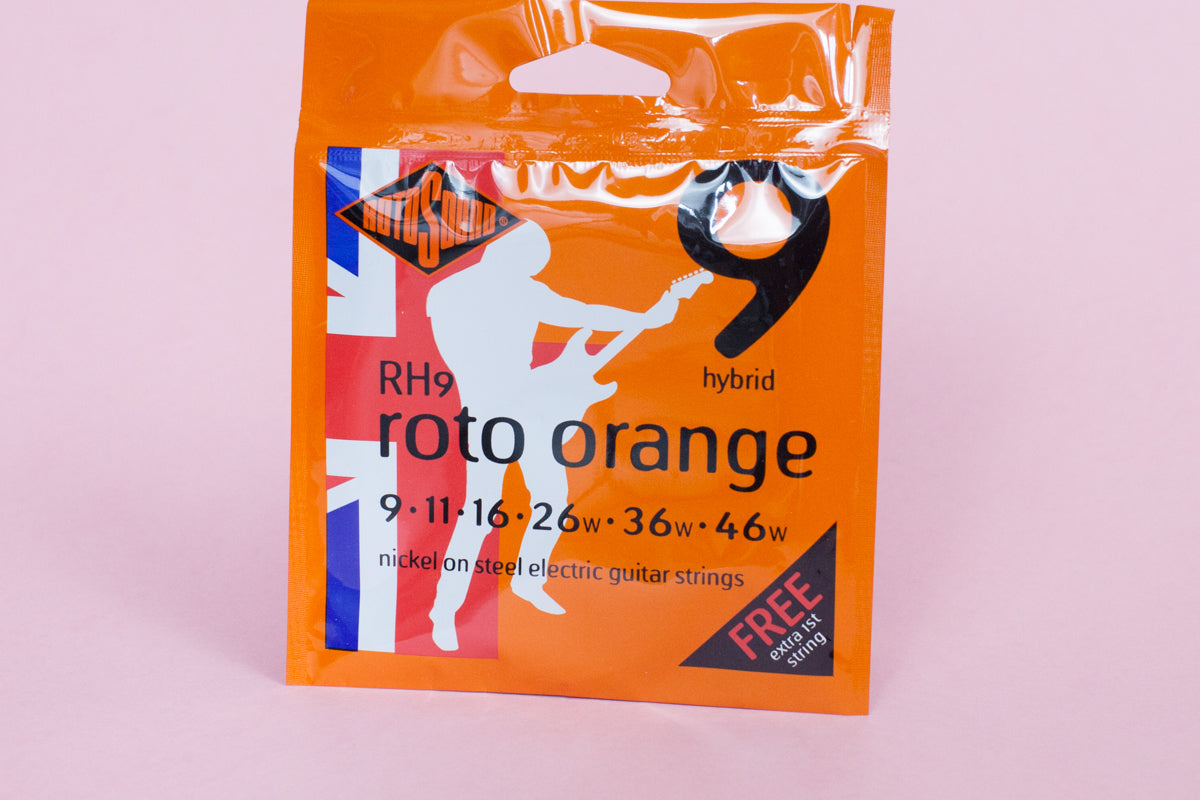 ROTOSOUND®
9
hybrid
RH9
roto orange
9·11·16·26w·36w·46w
nickel on steel electric guitar strings
FREE
extra 1st
string